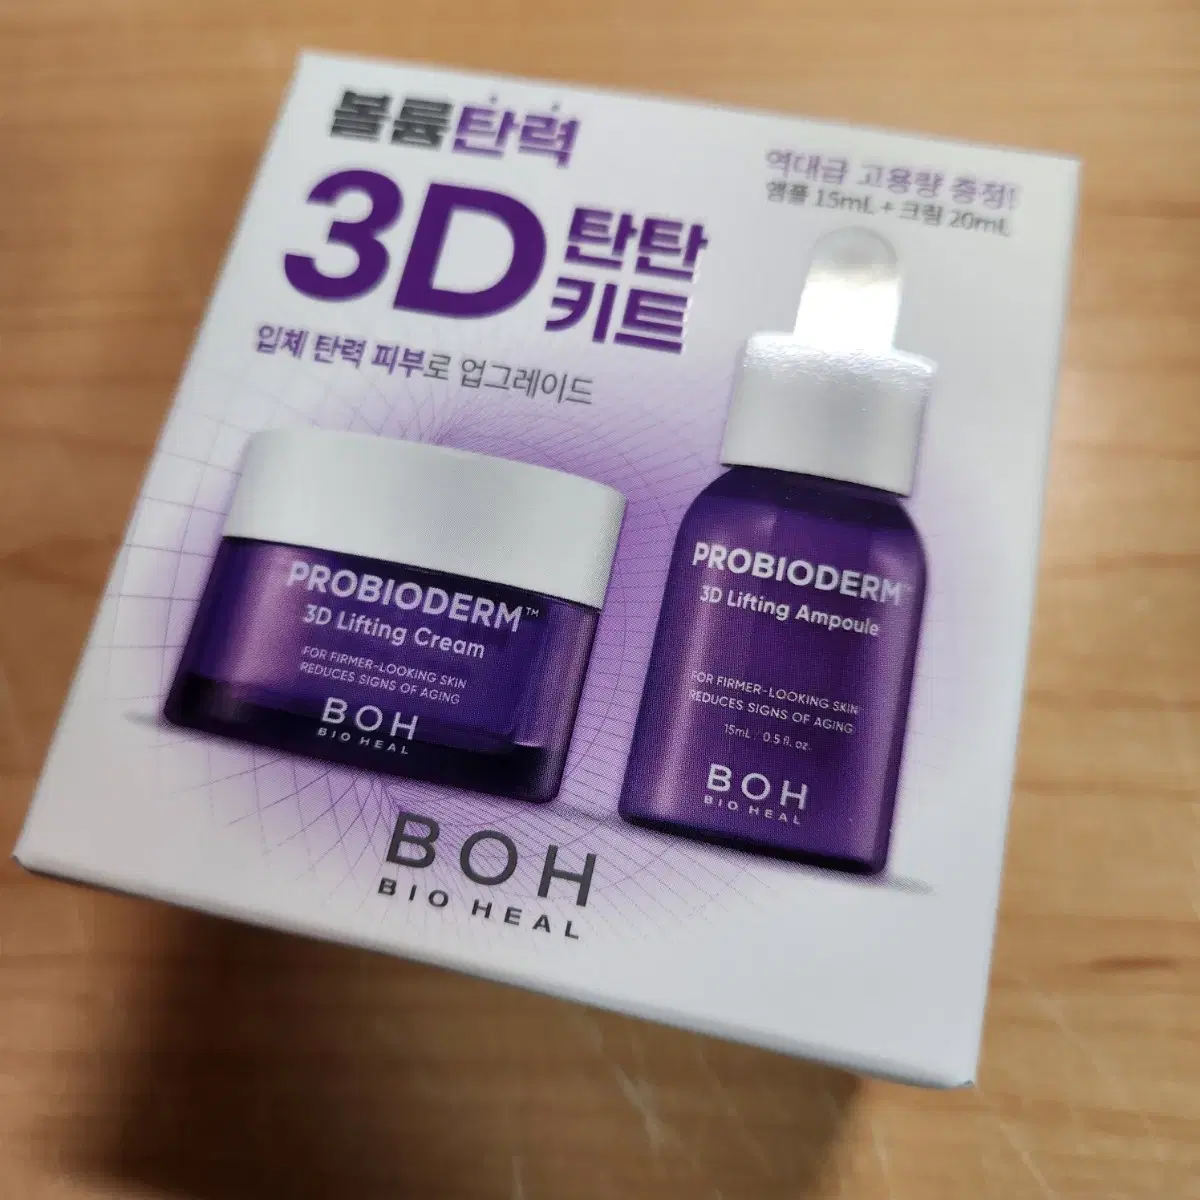 볼륨탄력
3D 탄탄
키트
입체 탄력 피부로 업그레이드
역대급 고용량 증정!
앰플 15mL + 크림 20mL
PROBIODERM™
3D Lifting Cream
FOR FIRMER-LOOKING SKIN
REDUCES SIGNS OF AGING
BOH
BIO HEAL
PROBIODERM™
3D Lifting Ampoule
FOR FIRMER-LOOKING SKIN
REDUCES SIGNS OF AGING
15mL 0.5 fl. oz.
BOH
BIO HEAL
BOH
BIO HEAL